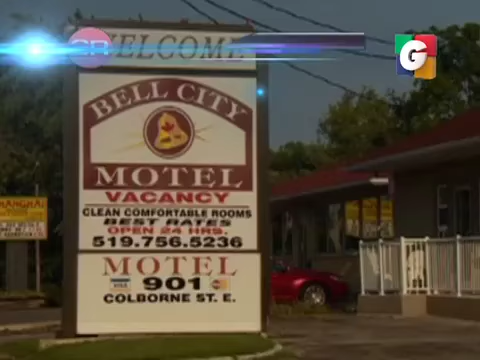 WELCOME
G
BELL CITY
MOTEL
VACANCY
CLEAN COMFORTABLE ROOMS
BEST RATES
OPEN 24 HRS.
519.756.5236
MOTEL
VISA 901
COLBORNE ST. E.
SHANGHAI